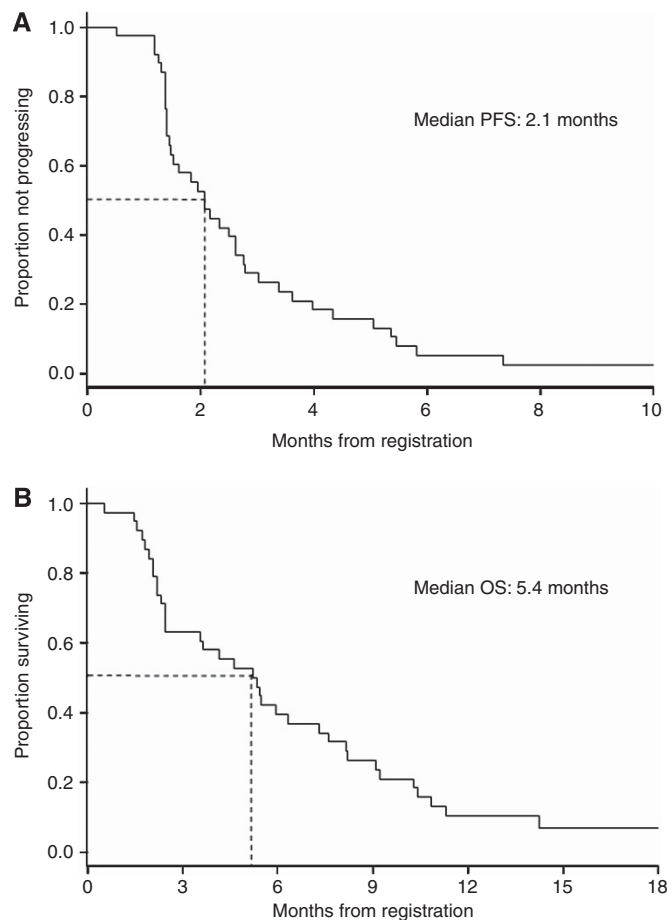 A
Proportion not progressing
1.0
0.8
0.6
0.4
0.2
0.0
Median PFS: 2.1 months
0 2 4 6 8 10
Months from registration
B
Proportion surviving
1.0
0.8
0.6
0.4
0.2
0.0
Median OS: 5.4 months
0 3 6 9 12 15 18
Months from registration